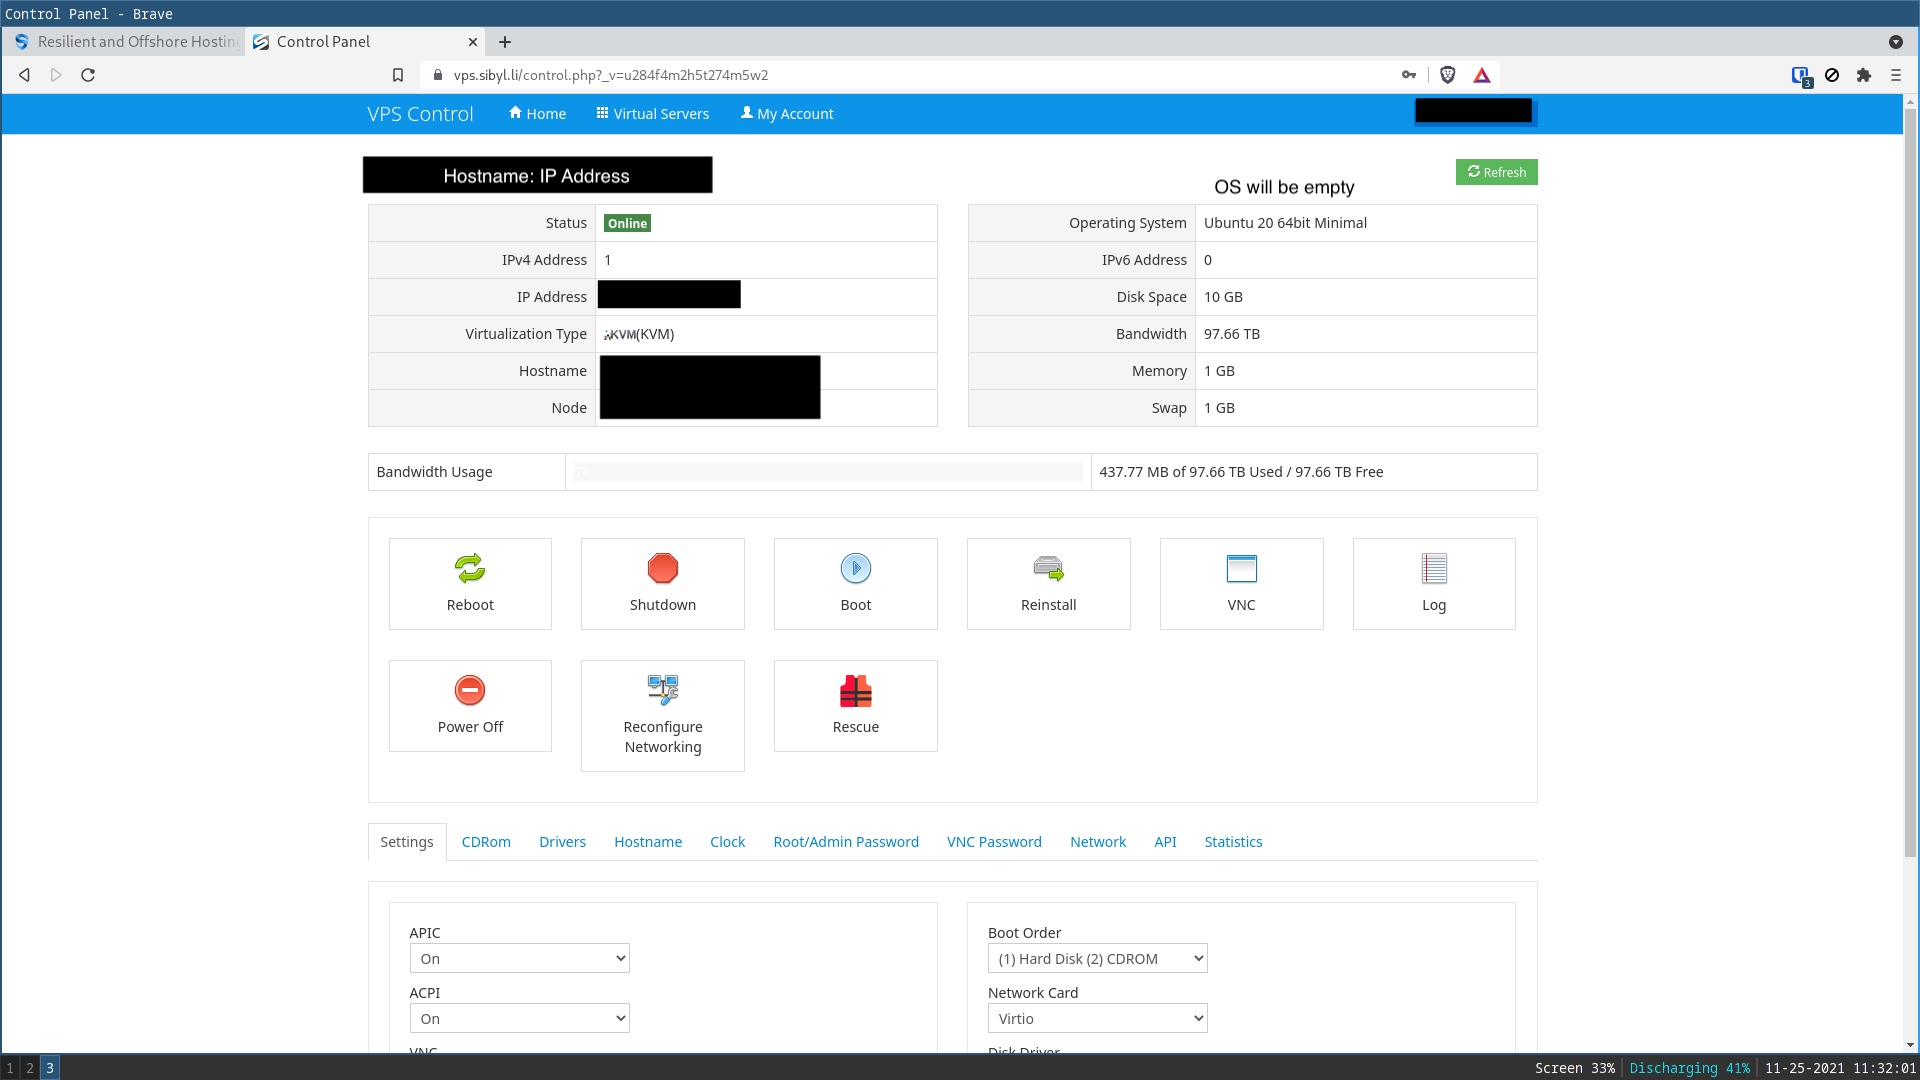 Control Panel - Brave
Resilient and Offshore Hostin
Control Panel
vps.sibyl.li/control.php?_v=u284f4m2h5t274m5w2
3
VPS Control
Home
Virtual Servers
My Account
Hostname: IP Address
OS will be empty
Refresh
Status
Online
IPv4 Address
1
IP Address
Virtualization Type
KVM(KVM)
Hostname
Node
Operating System
Ubuntu 20 64bit Minimal
IPv6 Address
0
Disk Space
10 GB
Bandwidth
97.66 TB
Memory
1 GB
Swap
1 GB
Bandwidth Usage
437.77 MB of 97.66 TB Used / 97.66 TB Free
Reboot
Shutdown
Boot
Reinstall
VNC
Log
Power Off
Reconfigure
Networking
Rescue
Settings
CDRom
Drivers
Hostname
Clock
Root/Admin Password
VNC Password
Network
API
Statistics
APIC
On
ACPI
On
VNC
Boot Order
(1) Hard Disk (2) CDROM
Network Card
Virtio
Disk Driver
1 2 3
Screen 33%
Discharging 41%
11-25-2021 11:32:01